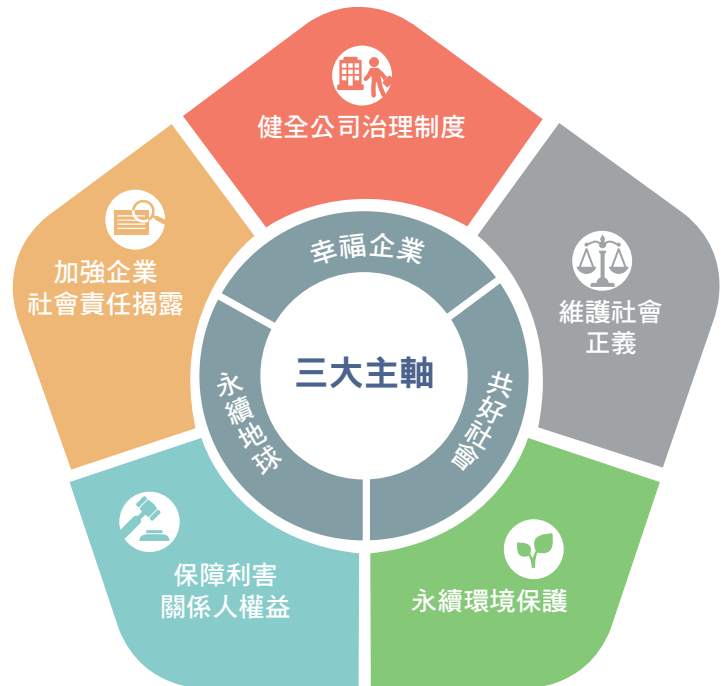 健全公司治理制度
加強企業
社會責任揭露
幸福企業
維護社會
正義
三大主軸
永續地球
共好社會
保障利害
關係人權益
永續環境保護